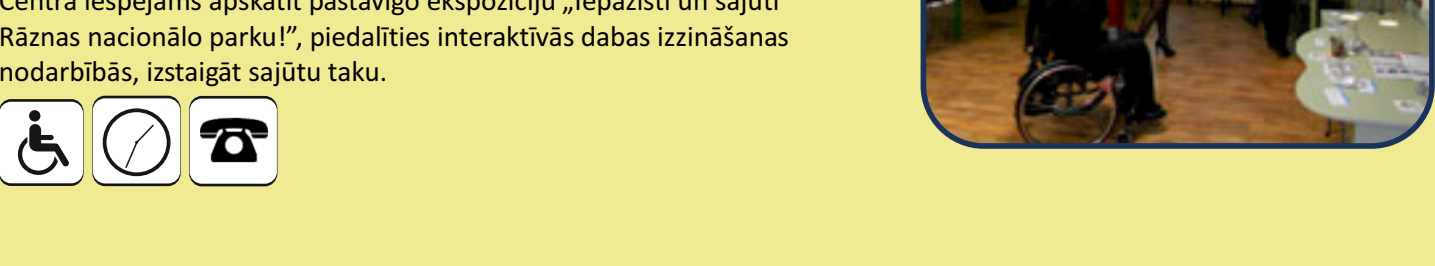 Centrā iespējams apskatīt pastāvīgo ekspozīciju „Iepazīsti un sajūti
Rāznas nacionālo parku!”, piedalīties interaktīvās dabas izzināšanas
nodarbībās, izstaigāt sajūtu taku.